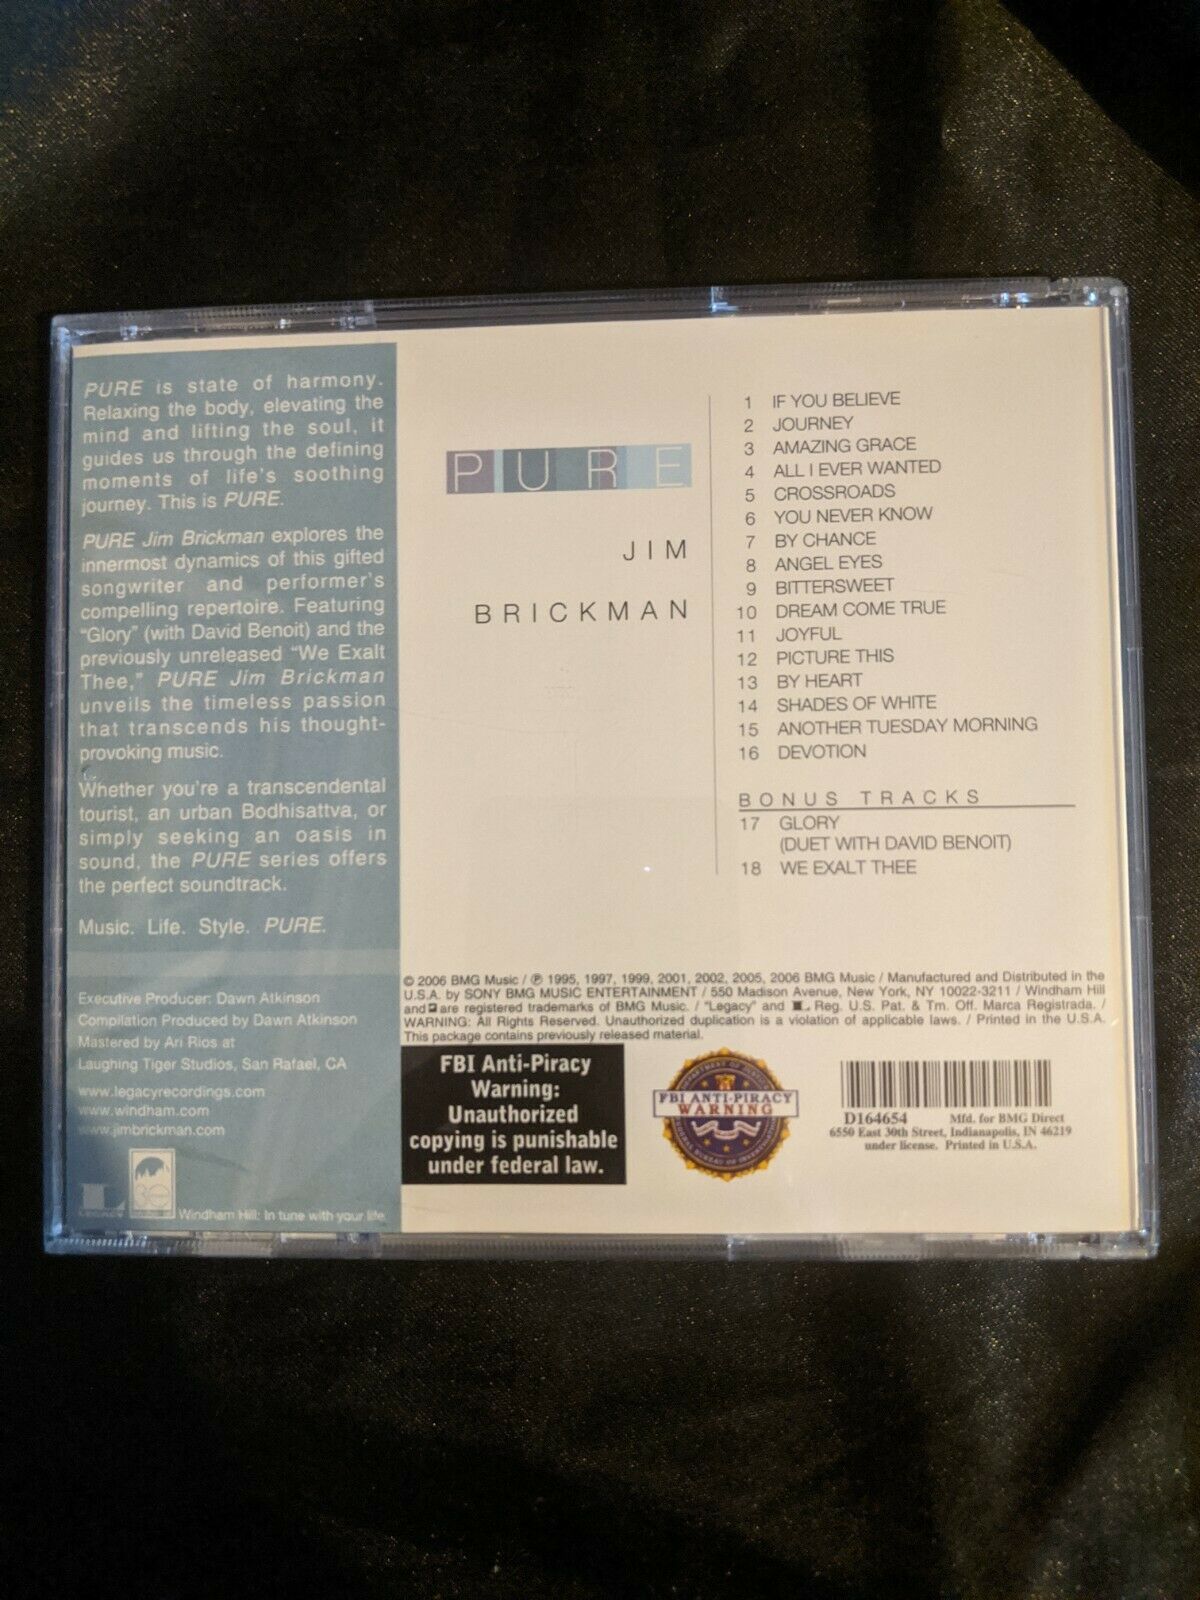 PURE is state of harmony.
Relaxing the body, elevating the
mind and lifting the soul, it
guides us through the defining
moments of life's soothing
journey. This is PURE.
PURE Jim Brickman explores the
innermost dynamics of this gifted
songwriter and performer's
compelling repertoire. Featuring
"Glory" (with David Benoit) and the
previously unreleased "We Exalt
Thee," PURE Jim Brickman
unveils the timeless passion
that transcends his thought-
provoking music.
Whether you're a transcendental
tourist, an urban Bodhisattva, or
simply seeking an oasis in
sound, the PURE series offers
the perfect soundtrack.
Music. Life. Style. PURE.
Executive Producer: Dawn Atkinson
Compilation Produced by Dawn Atkinson
Mastered by Ari Rios at
Laughing Tiger Studios, San Rafael, CA
www.legacyrecordings.com
www.windham.com
www.jimbrickman.com
LEGACY
Windham Hill: In tune with your life
PURE
JIM
BRICKMAN
1 IF YOU BELIEVE
2 JOURNEY
3 AMAZING GRACE
4 ALL I EVER WANTED
5 CROSSROADS
6 YOU NEVER KNOW
7 BY CHANCE
8 ANGEL EYES
9 BITTERSWEET
10 DREAM COME TRUE
11 JOYFUL
12 PICTURE THIS
13 BY HEART
14 SHADES OF WHITE
15 ANOTHER TUESDAY MORNING
16 DEVOTION
BONUS TRACKS
17 GLORY
(DUET WITH DAVID BENOIT)
18 WE EXALT THEE
© 2006 BMG Music / ℗ 1995, 1997, 1999, 2001, 2002, 2005, 2006 BMG Music / Manufactured and Distributed in the
U.S.A. by SONY BMG MUSIC ENTERTAINMENT / 550 Madison Avenue, New York, NY 10022-3211 / Windham Hill
and are registered trademarks of BMG Music. / "Legacy" and L Reg. U.S. Pat. & Tm. Off. Marca Registrada. /
WARNING: All Rights Reserved. Unauthorized duplication is a violation of applicable laws. / Printed in the U.S.A.
This package contains previously released material.
FBI Anti-Piracy
Warning:
Unauthorized
copying is punishable
under federal law.
DEPARTMENT OF JUSTICE
FBI ANTI-PIRACY
WARNING
FEDERAL BUREAU OF INVESTIGATION
D164654 Mfd. for BMG Direct
6550 East 30th Street, Indianapolis, IN 46219
under license. Printed in U.S.A.